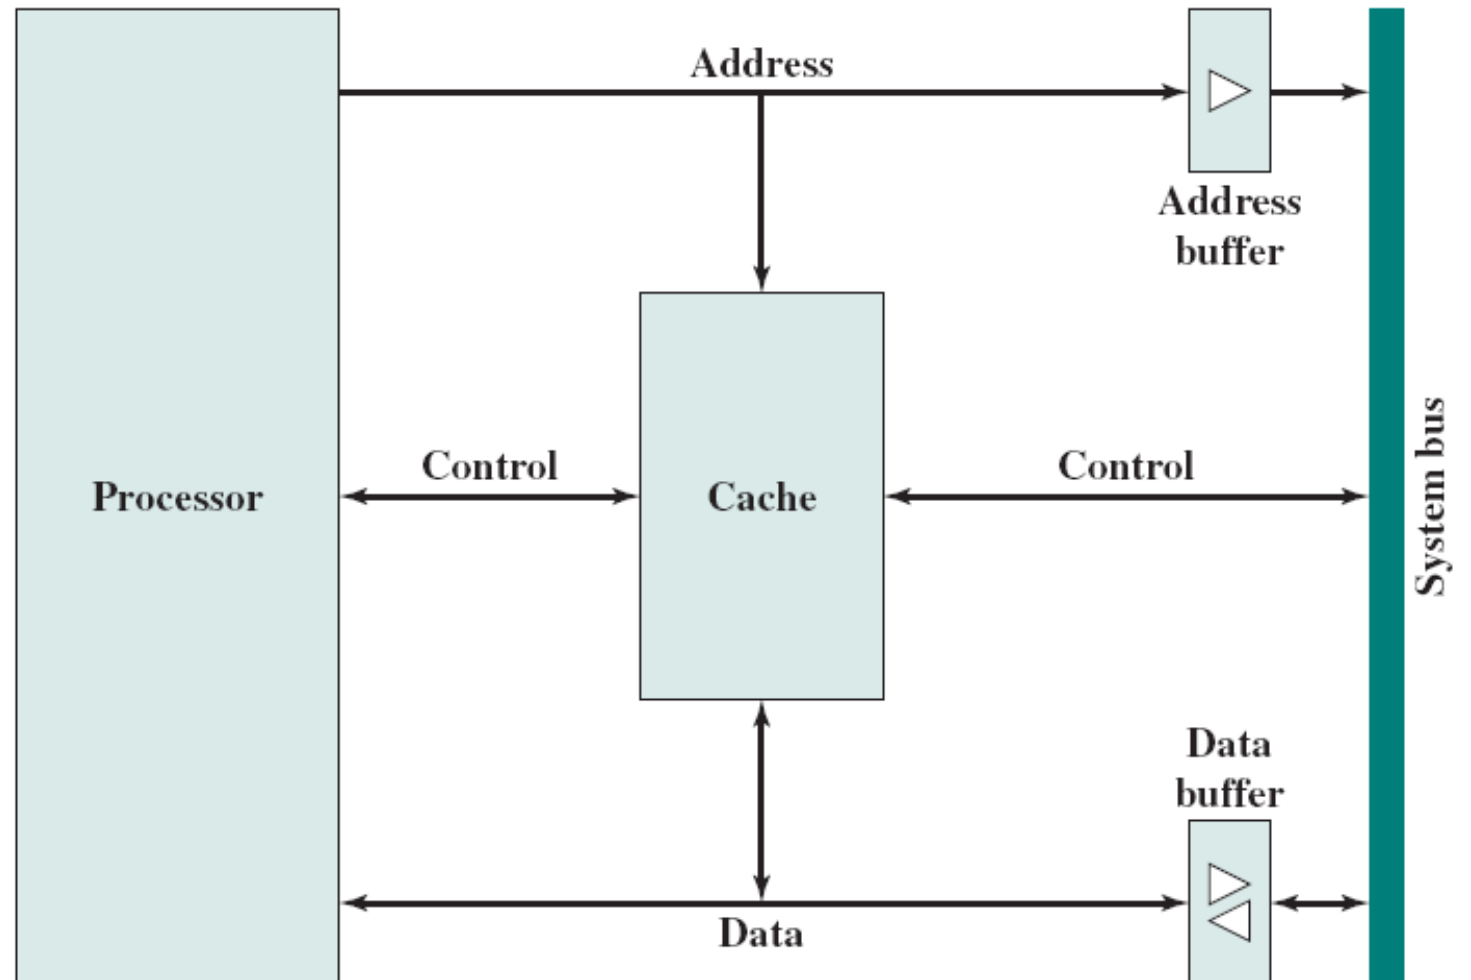 Address
Address
buffer
Control
Control
Processor
Cache
System bus
Data
buffer
Data